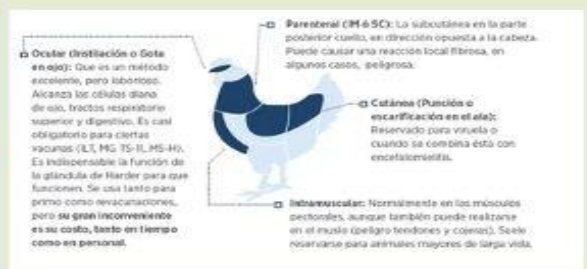 Parenteral (IM ó SC): La subcutánea en la parte
posterior cuello, en dirección opuesta a la cabeza.
Puede causar una reacción local fibrosa, en
algunos casos, peligrosa.
Ocular (Instilación o Gota
en ojo): Que es un método
excelente, pero laborioso.
Alcanza las células diana
de ojo, tractos respiratorio
superior y digestivo. Es casi
obligatorio para ciertas
vacunas (ILT, MG TS-11, MS-H).
Es indispensable la función de
la glándula de Harder para que
funcionen. Se usa tanto para
primo como revacunaciones,
pero su gran inconveniente
es su costo, tanto en tiempo
como en personal.
Cutánea (Punción o
escarificación en el ala):
Reservado para viruela o
cuando se combina ésta con
encefalomielitis.
Intramuscular: Normalmente en los músculos
pectorales, aunque también puede realizarse
en el muslo (peligro tendones y cojeras). Suele
reservarse para animales mayores de larga vida.